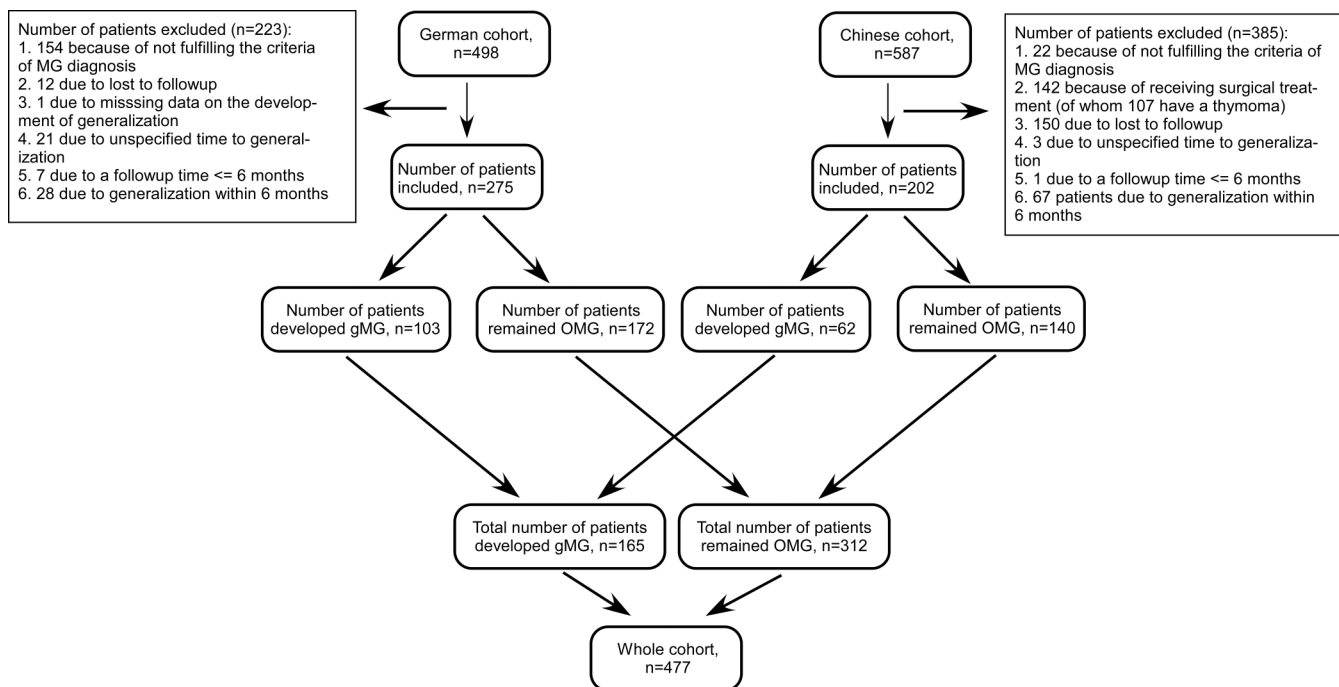 Number of patients excluded (n=223):
1. 154 because of not fulfilling the criteria
of MG diagnosis
2. 12 due to lost to followup
3. 1 due to misssing data on the develop-
ment of generalization
4. 21 due to unspecified time to general-
ization
5. 7 due to a followup time <= 6 months
6. 28 due to generalization within 6 months
German cohort,
n=498
Chinese cohort,
n=587
Number of patients excluded (n=385):
1. 22 because of not fulfilling the criteria of
MG diagnosis
2. 142 because of receiving surgical treat-
ment (of whom 107 have a thymoma)
3. 150 due to lost to followup
4. 3 due to unspecified time to generaliza-
tion
5. 1 due to a followup time <= 6 months
6. 67 patients due to generalization within
6 months
Number of patients
included, n=275
Number of patients
included, n=202
Number of patients
developed gMG, n=103
Number of patients
remained OMG, n=172
Number of patients
developed gMG, n=62
Number of patients
remained OMG, n=140
Total number of patients
developed gMG, n=165
Total number of patients
remained OMG, n=312
Whole cohort,
n=477